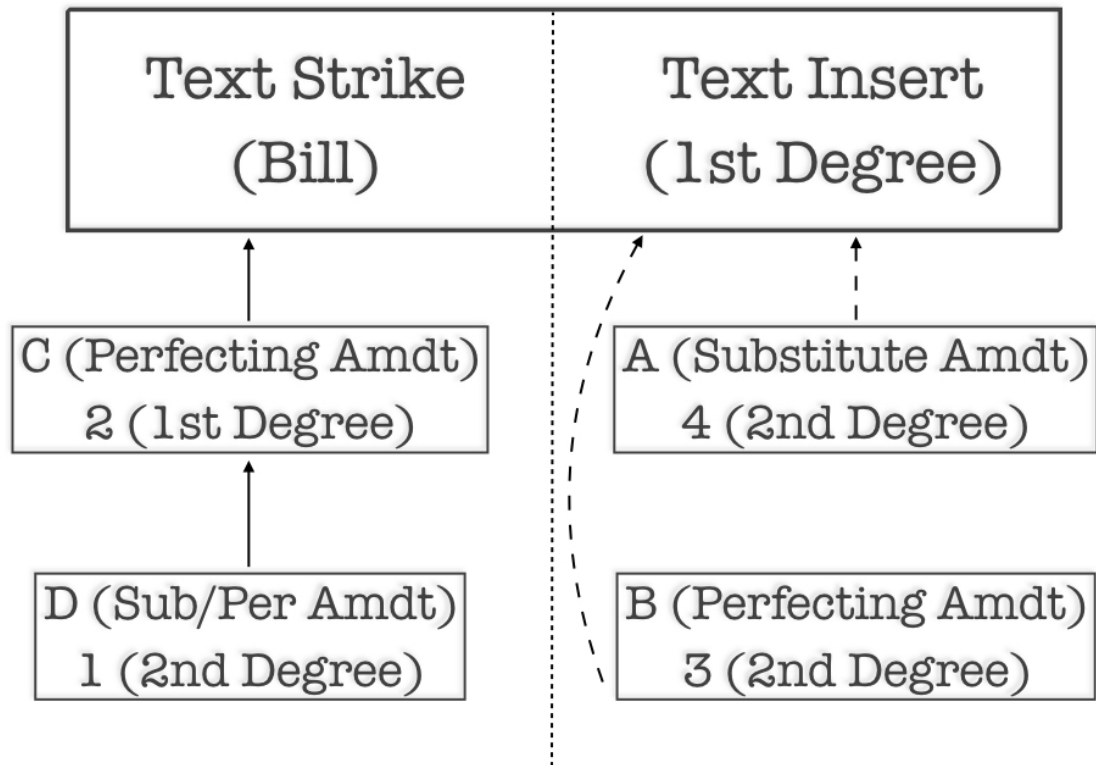 Text Strike
(Bill)
Text Insert
(1st Degree)
C (Perfecting Amdt)
2 (1st Degree)
A (Substitute Amdt)
4 (2nd Degree)
D (Sub/Per Amdt)
1 (2nd Degree)
B (Perfecting Amdt)
3 (2nd Degree)